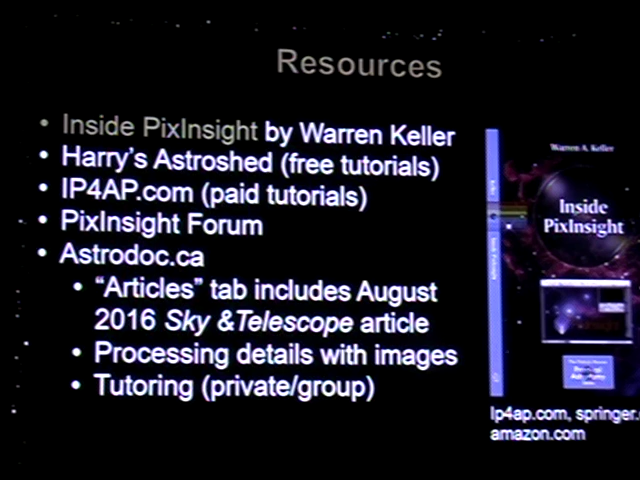 Resources
• Inside PixInsight by Warren Keller
• Harry's Astroshed (free tutorials)
• IP4AP.com (paid tutorials)
• PixInsight Forum
• Astrodoc.ca
• “Articles” tab includes August
2016 Sky &Telescope article
• Processing details with images
• Tutoring (private/group)
Warren A. Keller
Inside
PixInsight
Ip4ap.com, springer.
amazon.com